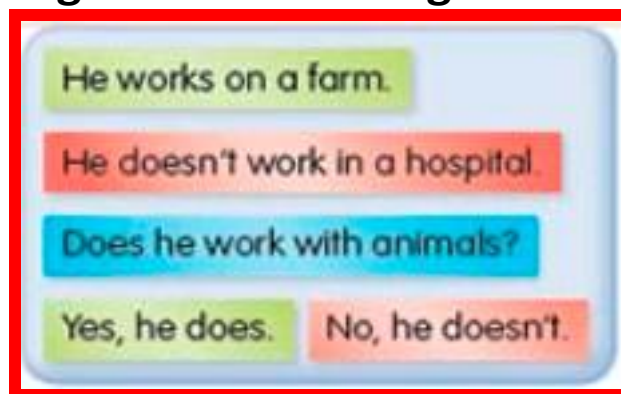 He works on a farm.
He doesn't work in a hospital.
Does he work with animals?
Yes, he does. No, he doesn't.